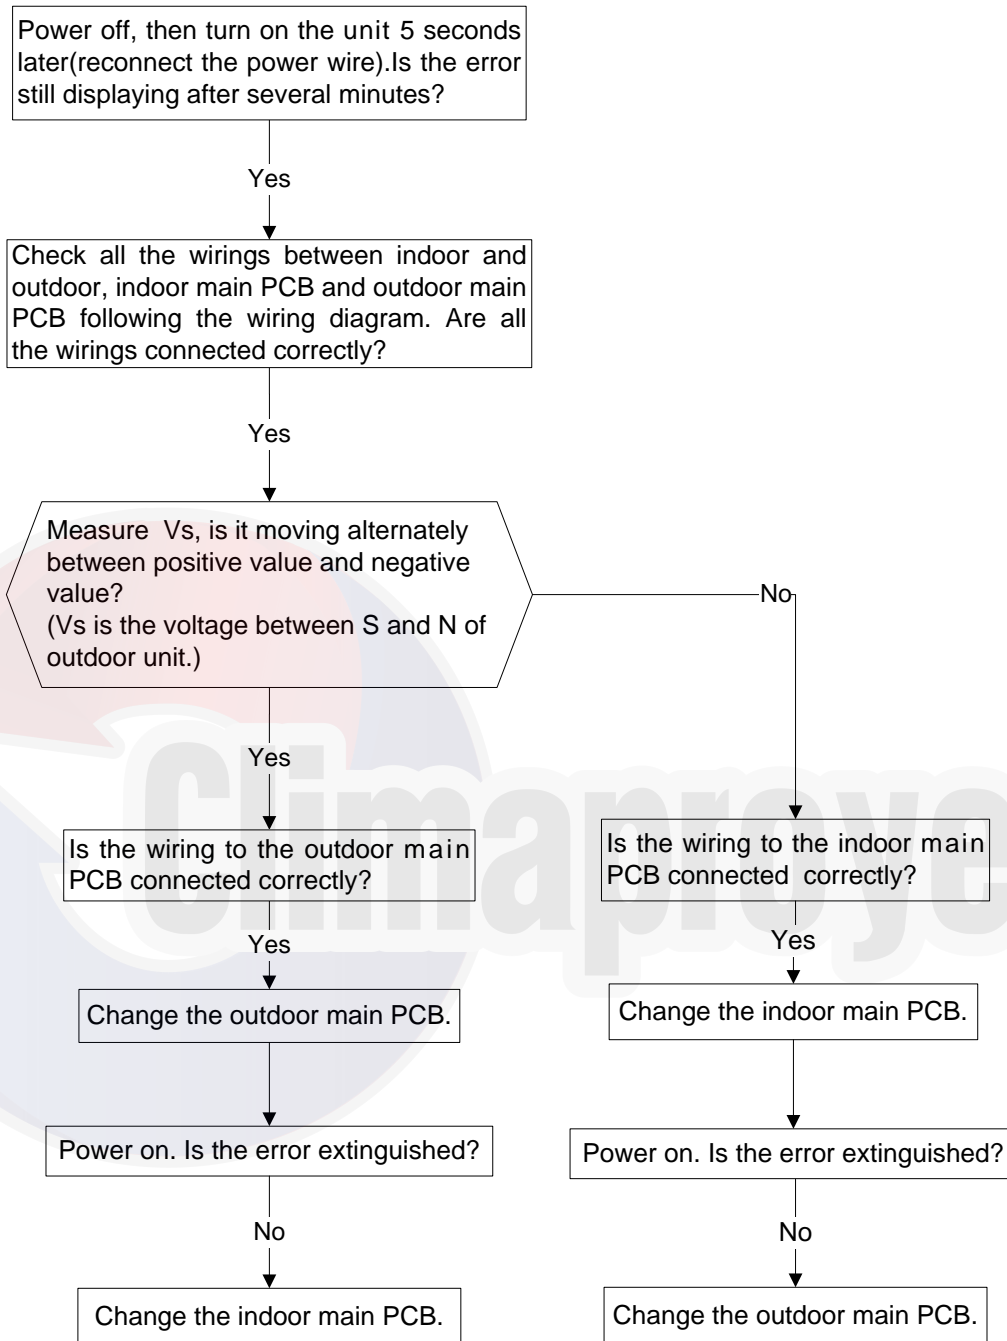 Power off, then turn on the unit 5 seconds
later(reconnect the power wire).Is the error
still displaying after several minutes?
Yes
Check all the wirings between indoor and
outdoor, indoor main PCB and outdoor main
PCB following the wiring diagram. Are all
the wirings connected correctly?
Yes
Measure Vs, is it moving alternately
between positive value and negative
value?
(Vs is the voltage between S and N of
outdoor unit.)
No
Yes
Climaproye
Is the wiring to the outdoor main
PCB connected correctly?
Yes
Change the outdoor main PCB.
Power on. Is the error extinguished?
No
Change the indoor main PCB.
Is the wiring to the indoor main
PCB connected correctly?
Yes
Change the indoor main PCB.
Power on. Is the error extinguished?
No
Change the outdoor main PCB.